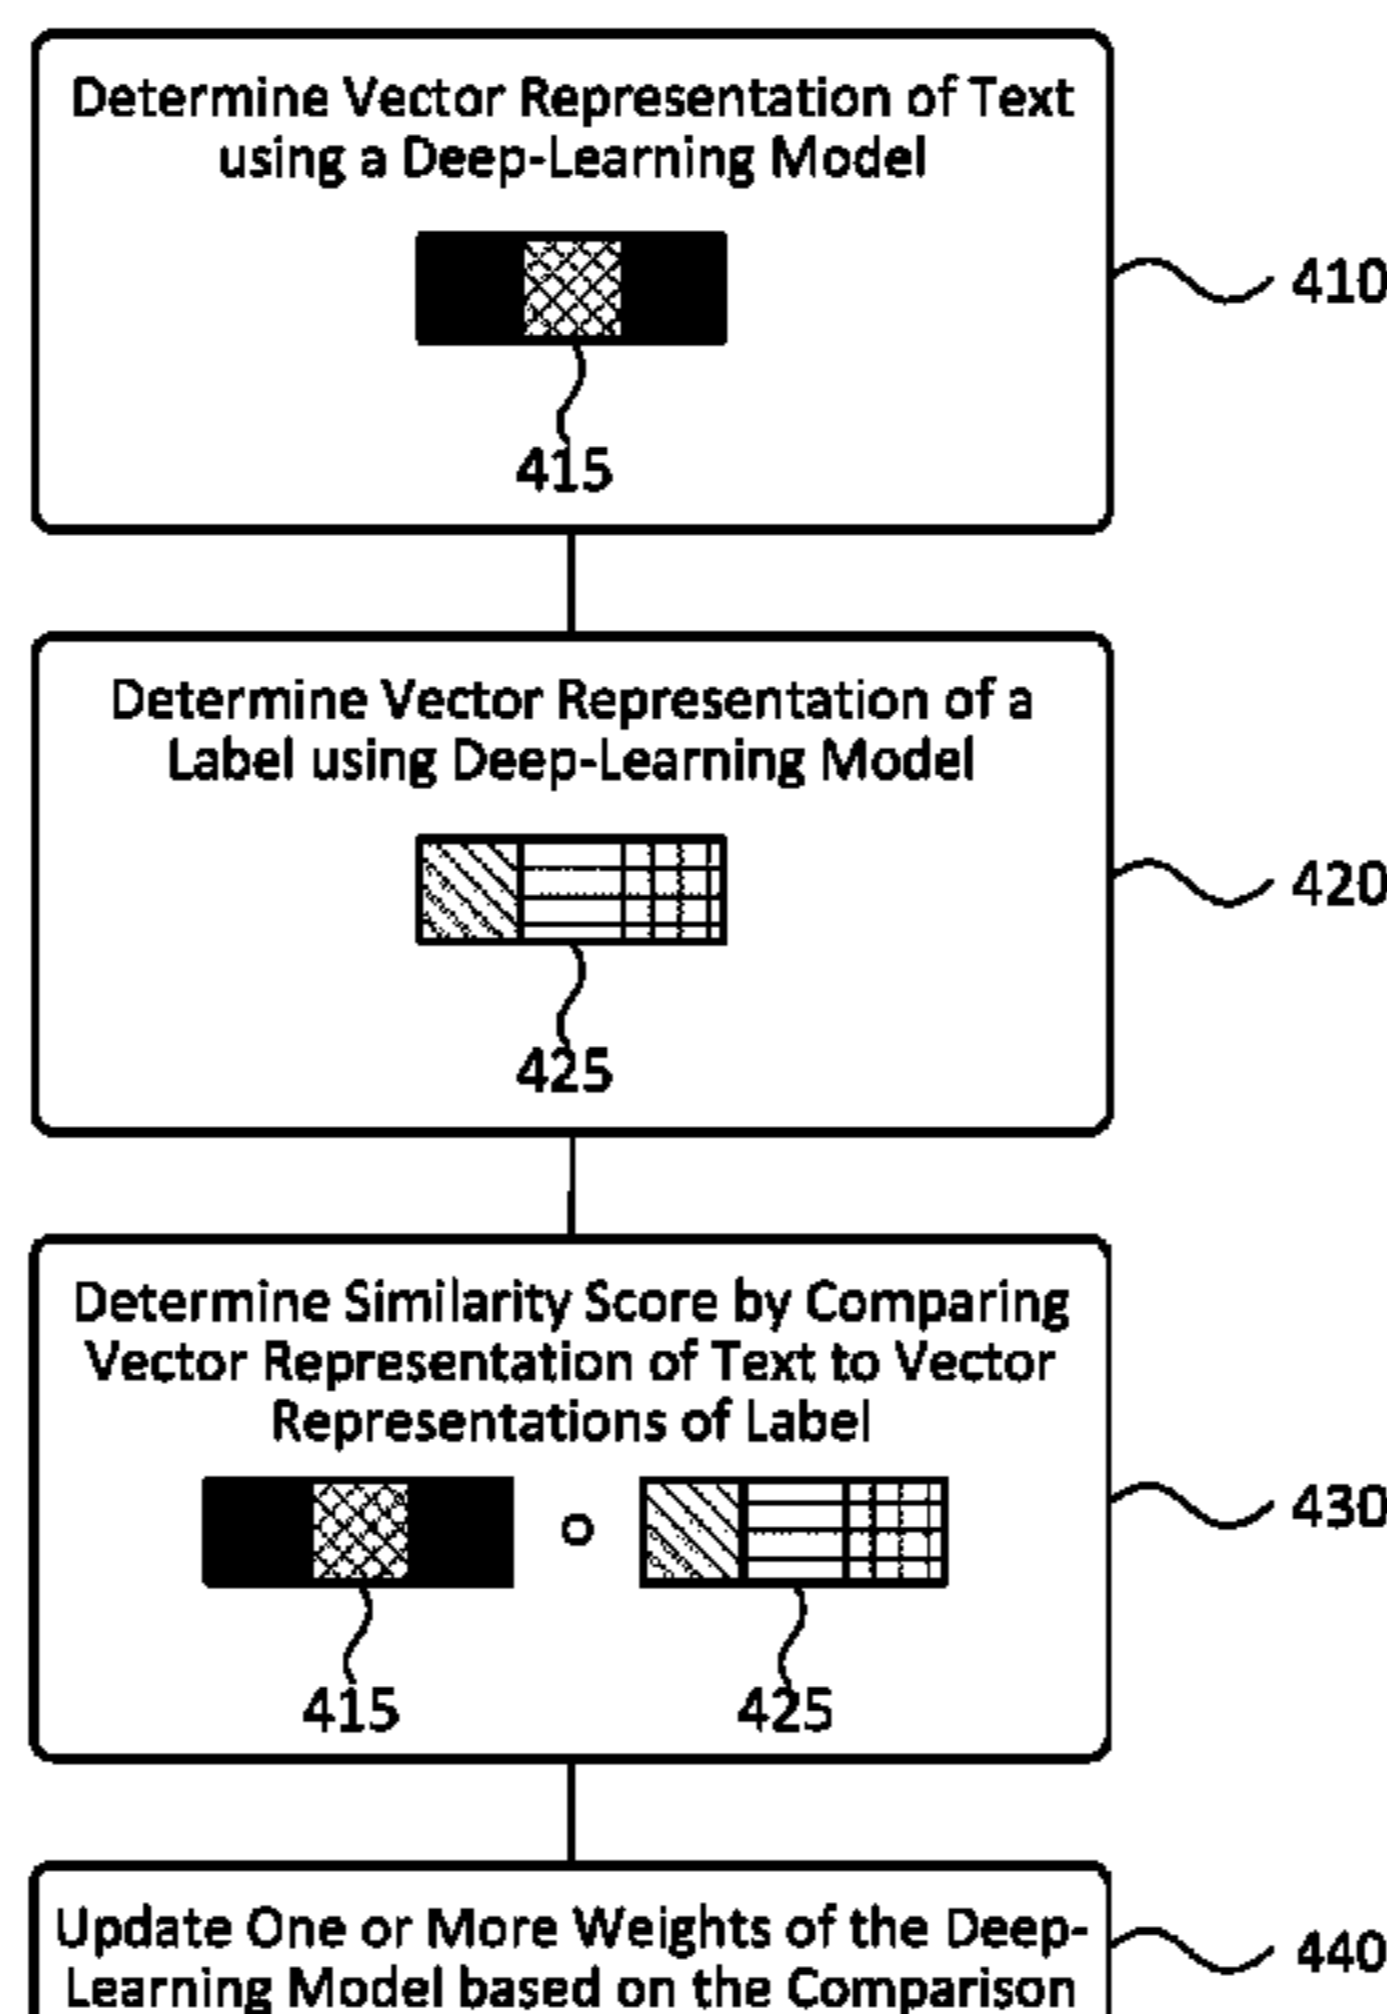 Determine Vector Representation of Text
using a Deep-Learning Model
410
415
Determine Vector Representation of a
Label using Deep-Learning Model
420
425
Determine Similarity Score by Comparing
Vector Representation of Text to Vector
Representations of Label
430
415
425
Update One or More Weights of the Deep-
Learning Model based on the Comparison
440